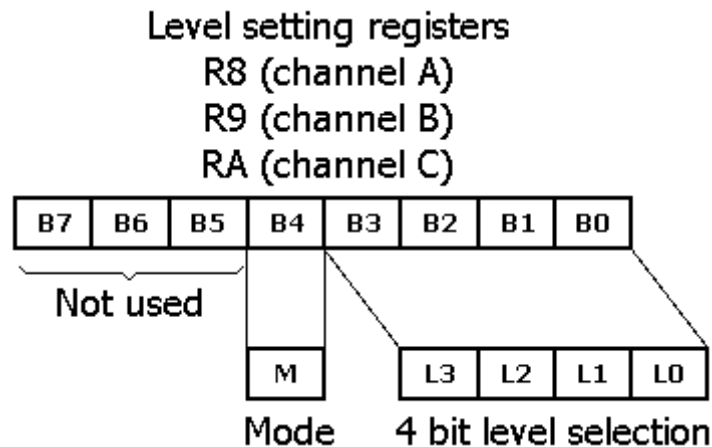 Level setting registers
R8 (channel A)
R9 (channel B)
RA (channel C)
B7 B6 B5 B4 B3 B2 B1 B0
Not used
M L3 L2 L1 L0
Mode 4 bit level selection